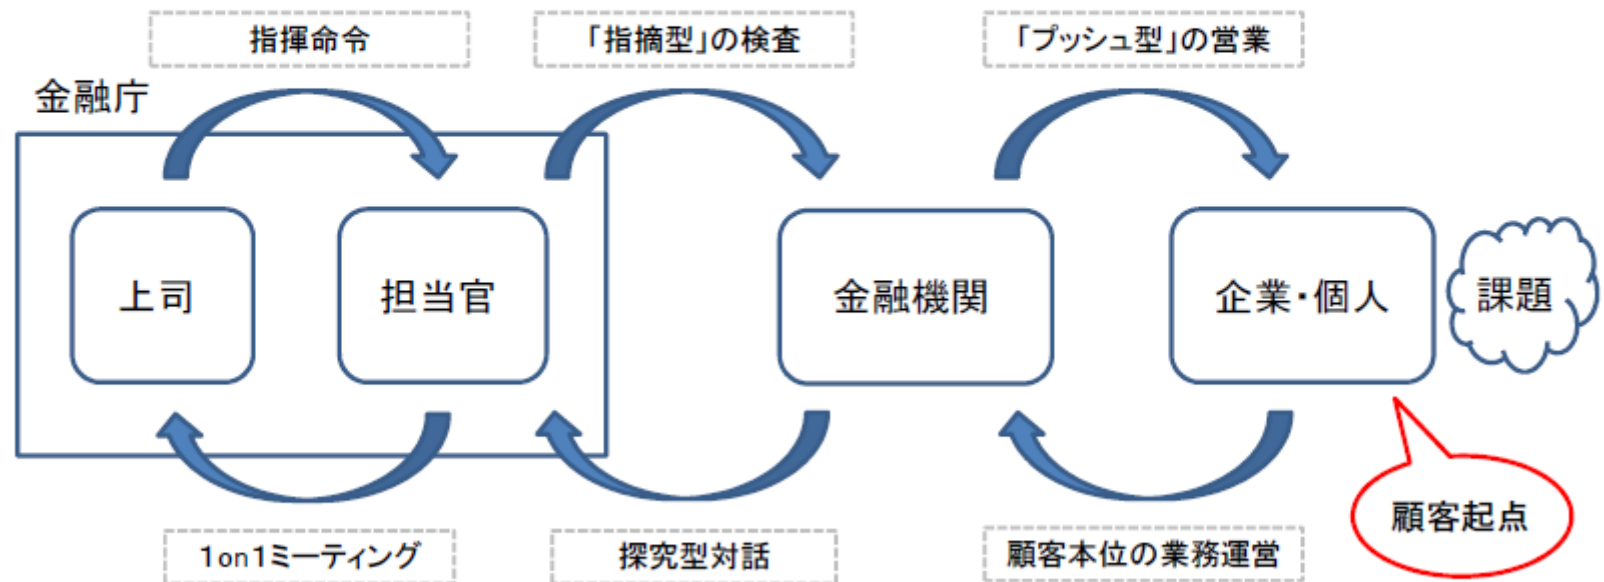 指揮命令
「指摘型」の検査
「プッシュ型」の営業
金融庁
上司
担当官
金融機関
企業・個人
課題
1on1ミーティング
探究型対話
顧客本位の業務運営
顧客起点